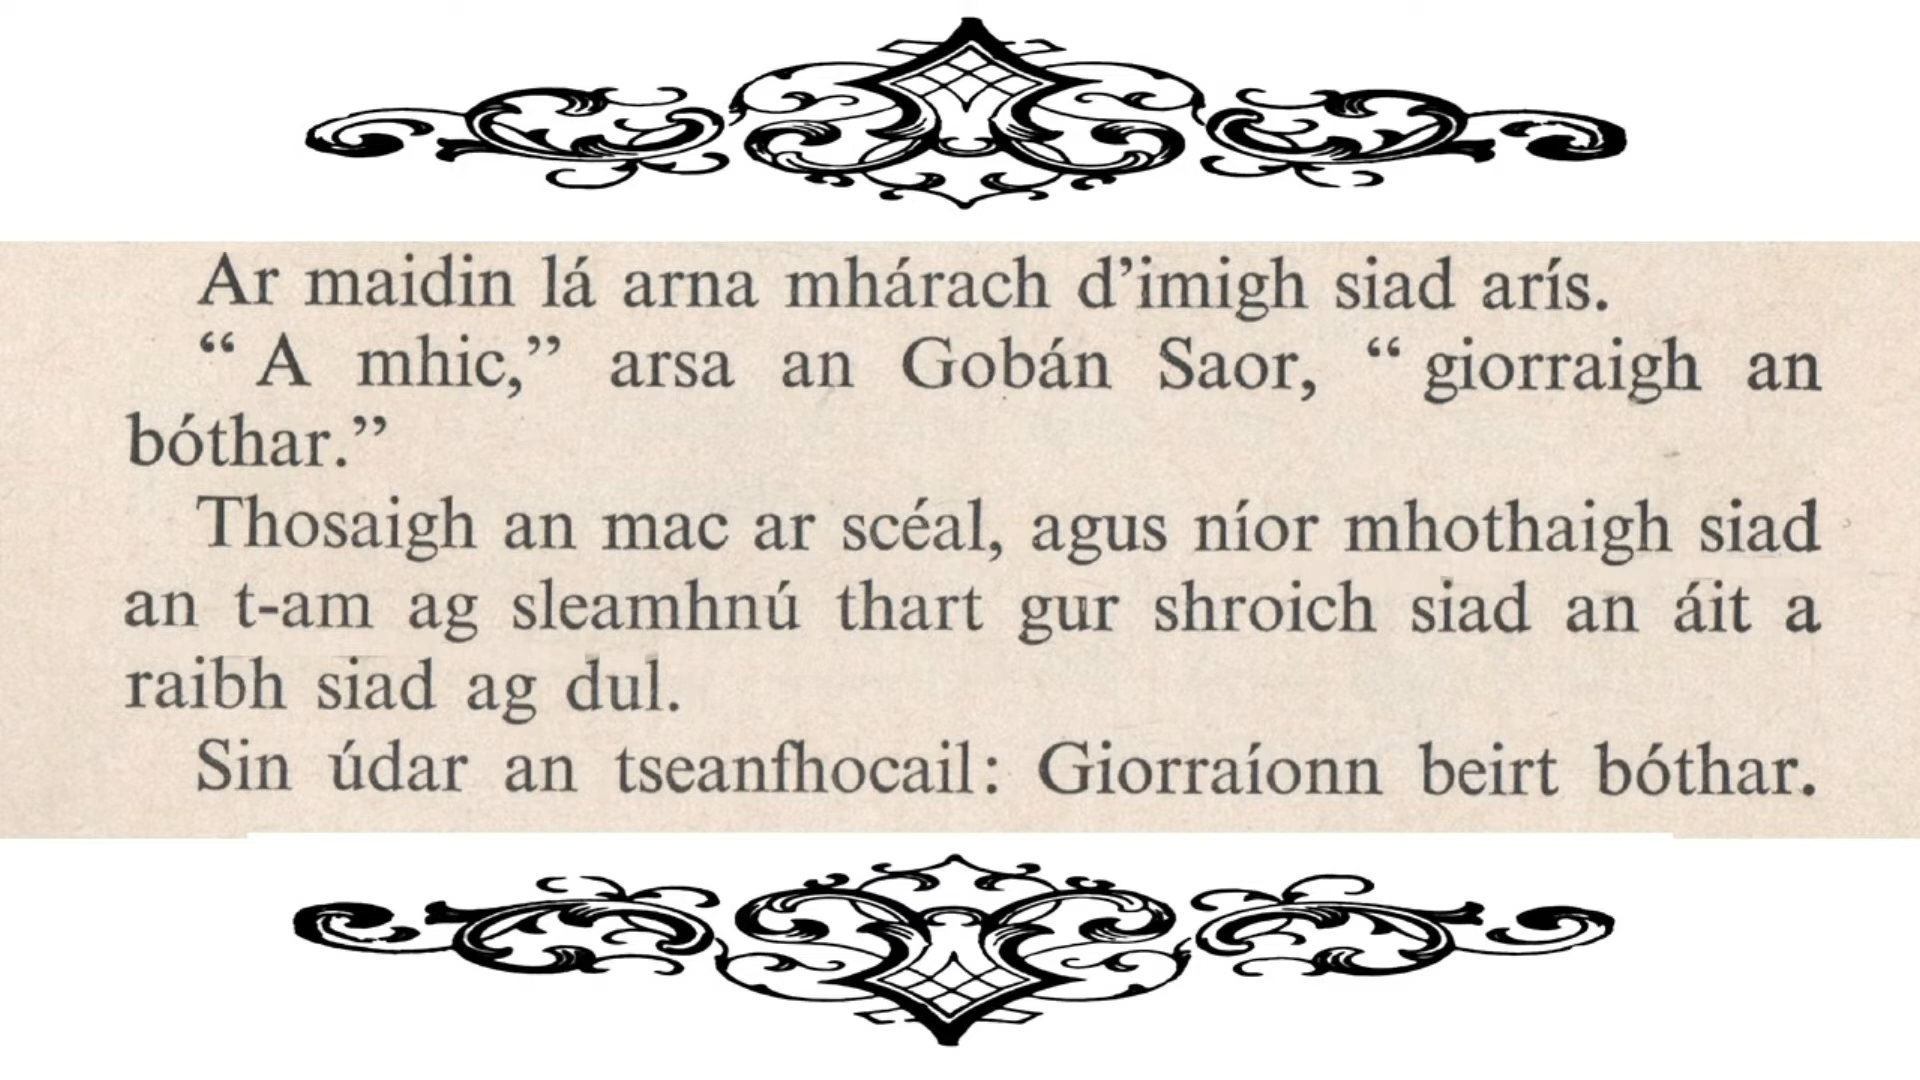 Ar maidin lá arna mhárach d’imigh siad arís.
“ A mhic,” arsa an Gobán Saor, “ giorraigh an
bóthar.”
Thosaigh an mac ar scéal, agus níor mhothaigh siad
an t-am ag sleamhnú thart gur shroich siad an áit a
raibh siad ag dul.
Sin údar an tseanfhocail: Giorraíonn beirt bóthar.